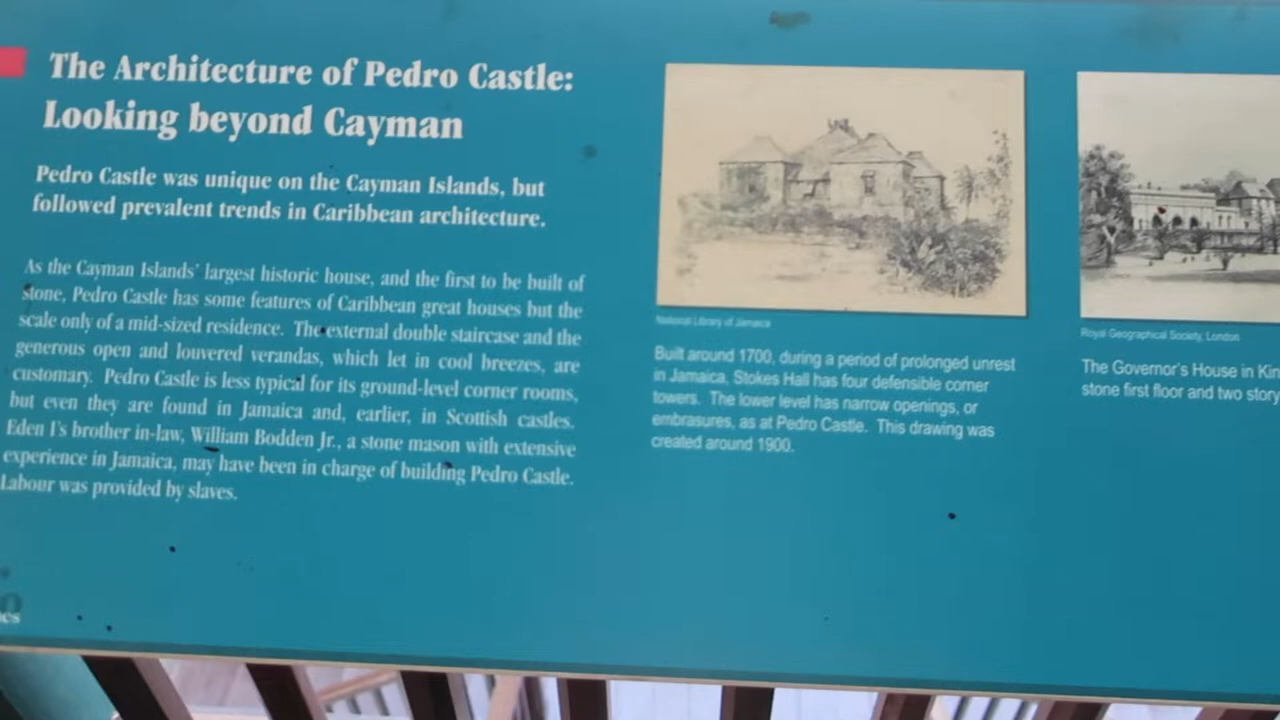 The Architecture of Pedro Castle:
Looking beyond Cayman
Pedro Castle was unique on the Cayman Islands, but
followed prevalent trends in Caribbean architecture.
As the Cayman Islands' largest historic house, and the first to be built of
stone, Pedro Castle has some features of Caribbean great houses but the
scale only of a mid-sized residence. The external double staircase and the
generous open and louvered verandas, which let in cool breezes, are
customary. Pedro Castle is less typical for its ground-level corner rooms,
but even they are found in Jamaica and, earlier, in Scottish castles.
Eden I's brother in-law, William Bodden Jr., a stone mason with extensive
experience in Jamaica, may have been in charge of building Pedro Castle.
Labour was provided by slaves.
National Library of Jamaica
Built around 1700, during a period of prolonged unrest
in Jamaica, Stokes Hall has four defensible corner
towers. The lower level has narrow openings, or
embrasures, as at Pedro Castle. This drawing was
created around 1900.
Royal Geographical Society, London
The Governor's House in Kin
stone first floor and two story